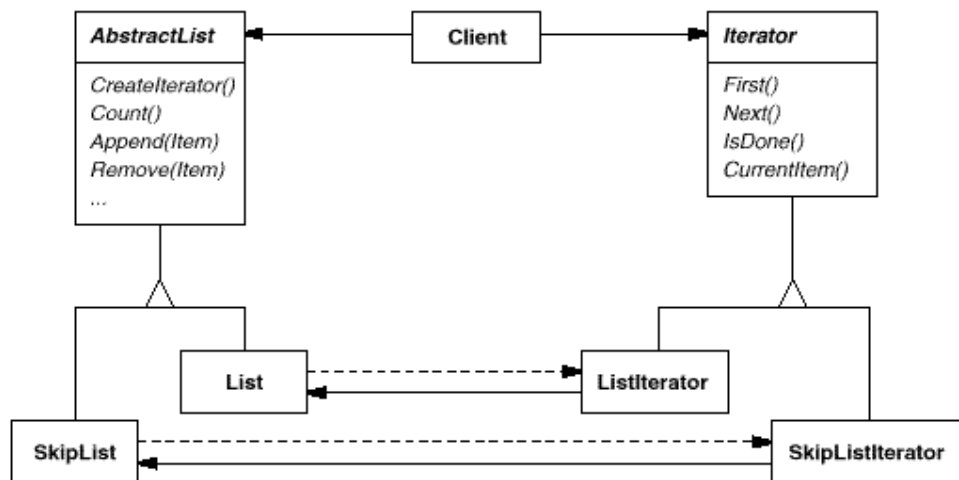 AbstractList
CreateIterator()
Count()
Append(Item)
Remove(Item)
...
Client
Iterator
First()
Next()
IsDone()
CurrentItem()
List
ListIterator
SkipList
SkipListIterator